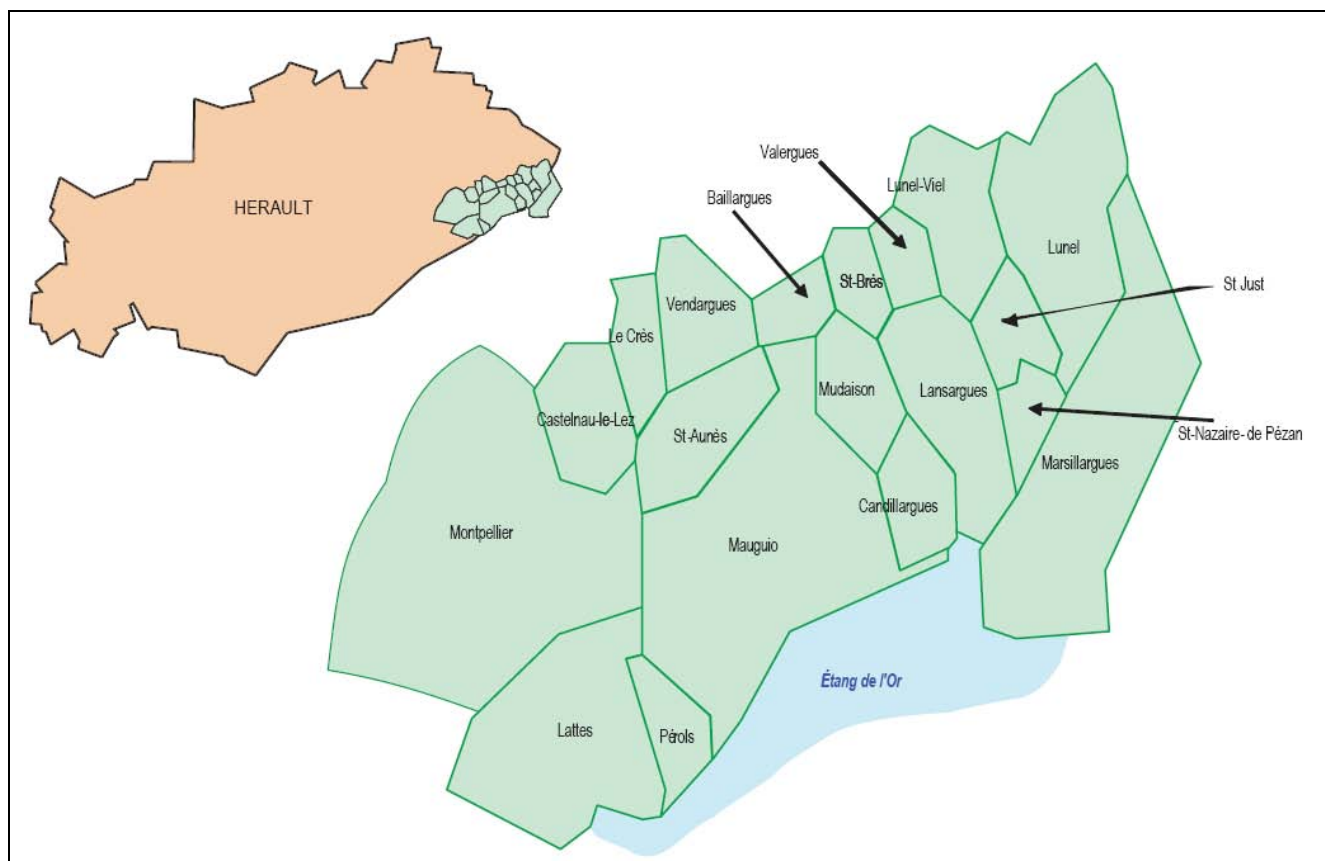 HERAULT
Valergues
Lunel-Viel
Baillargues
Lunel
St-Brès
St Just
Vendargues
Le Crès
Mudaison
Lansargues
Castelnau-le-Lez
St-Aunès
St-Nazaire- de Pézan
Marsillargues
Candillargues
Montpellier
Mauguio
Étang de l'Or
Lattes
Pérols